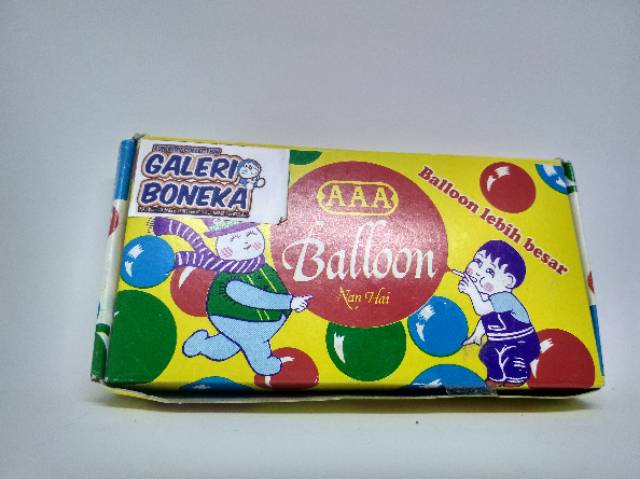 GALERI
BONEKA
AAA
Balloon
Nan Hai
Balloon lebih besar